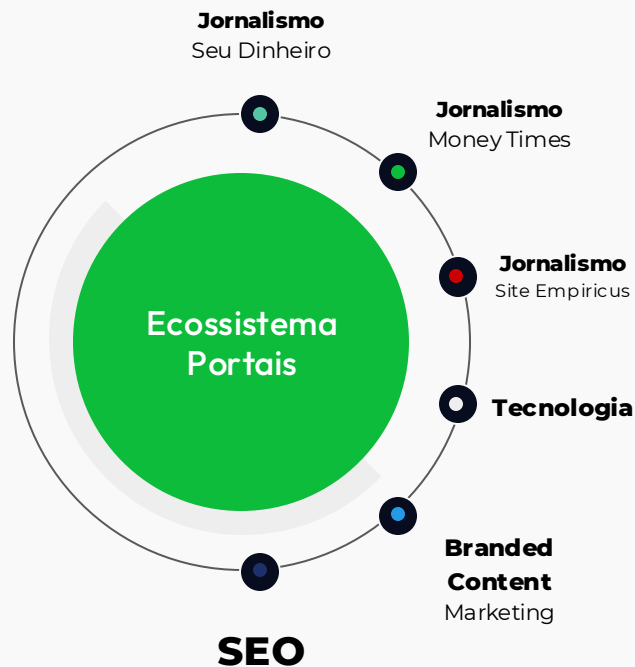 Jornalismo
Seu Dinheiro
Jornalismo
Money Times
Jornalismo
Site Empiricus
Ecossistema
Portais
Tecnologia
Branded
Content
Marketing
SEO